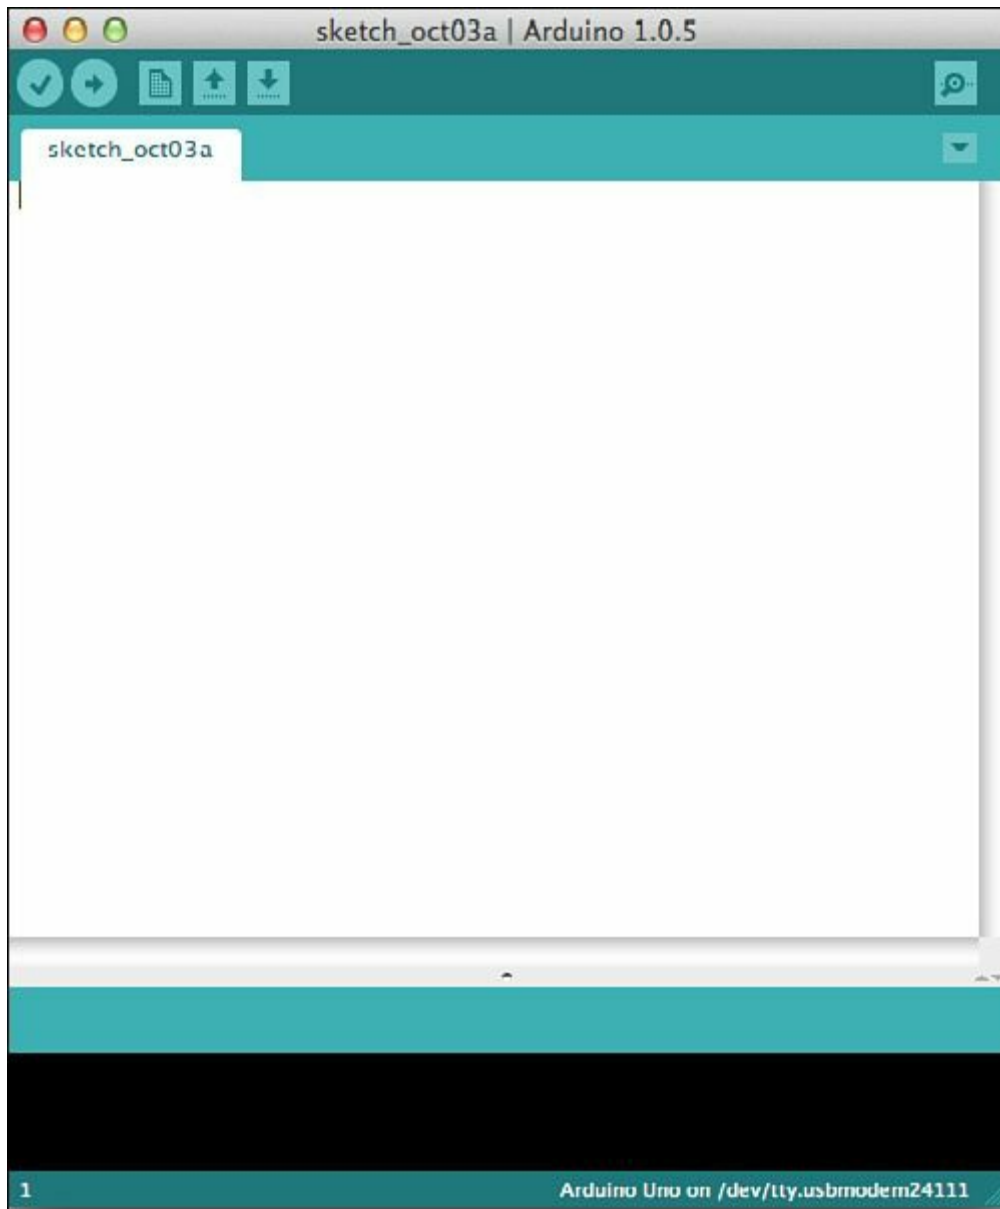 sketch_oct03a | Arduino 1.0.5
sketch_oct03a
1
Arduino Uno on /dev/tty.usbmodem24111